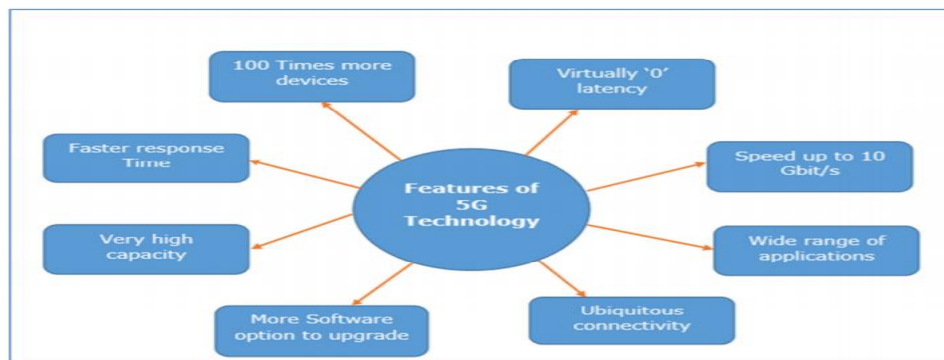 100 Times more
devices
Virtually ‘0’
latency
Faster response
Time
Speed up to 10
Gbit/s
Features of
5G
Technology
Very high
capacity
Wide range of
applications
More Software
option to upgrade
Ubiquitous
connectivity